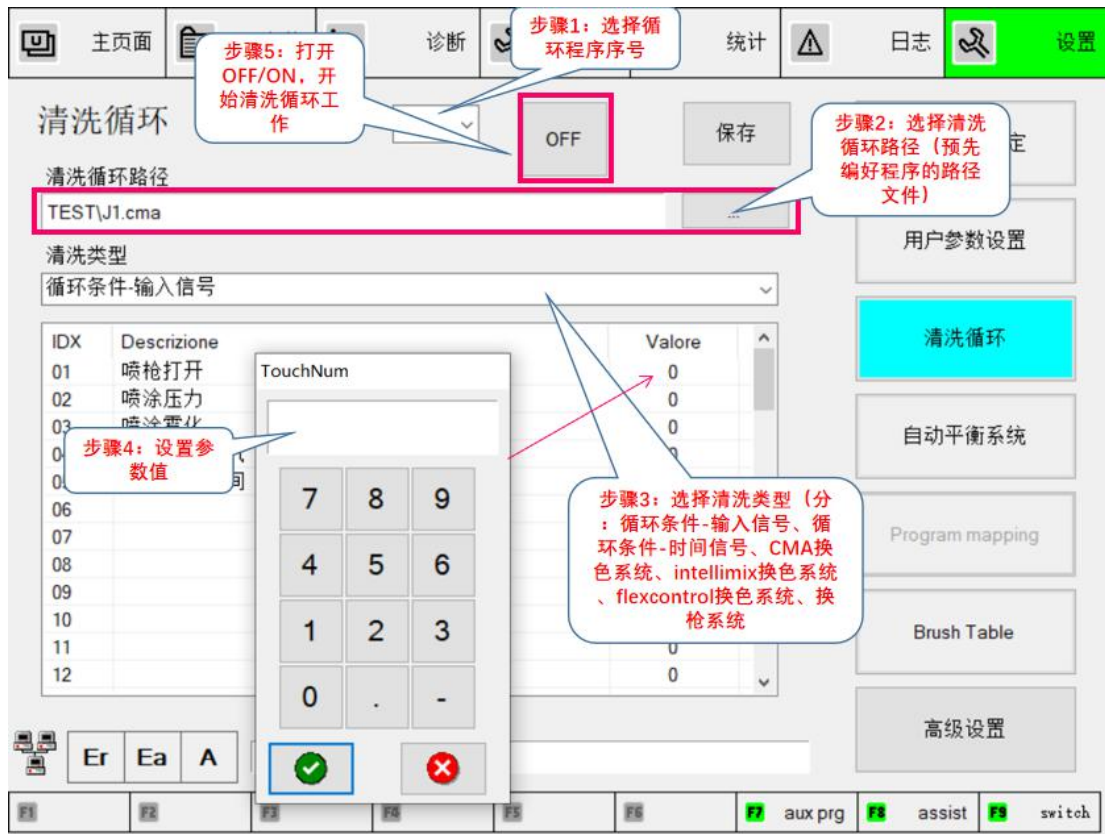 主页面
诊断
统计
日志
设置
步骤1：选择循
环程序序号
步骤5：打开
OFF/ON，开
始清洗循环工
作
清洗循环
OFF
保存
定
步骤2：选择清洗
循环路径（预先
编好程序的路径
文件）
清洗循环路径
TEST\J1.cma
...
用户参数设置
清洗类型
循环条件-输入信号
清洗循环
IDX Descrizione Valore
01 喷枪打开 0
02 喷涂压力 0
03 喷涂雾化 0
TouchNum
步骤4：设置参
数值
间
06
07
08
09
10
11 0
12 0
7 8 9
4 5 6
1 2 3
0 . -
步骤3：选择清洗类型（分
：循环条件-输入信号、循
环条件-时间信号、CMA换
色系统、intellimix换色系统
、flexcontrol换色系统、换
枪系统
自动平衡系统
Program mapping
Brush Table
高级设置
Er Ea A
F1 F2 F3 F4 F5 F6 F7 aux prg F8 assist F9 switch